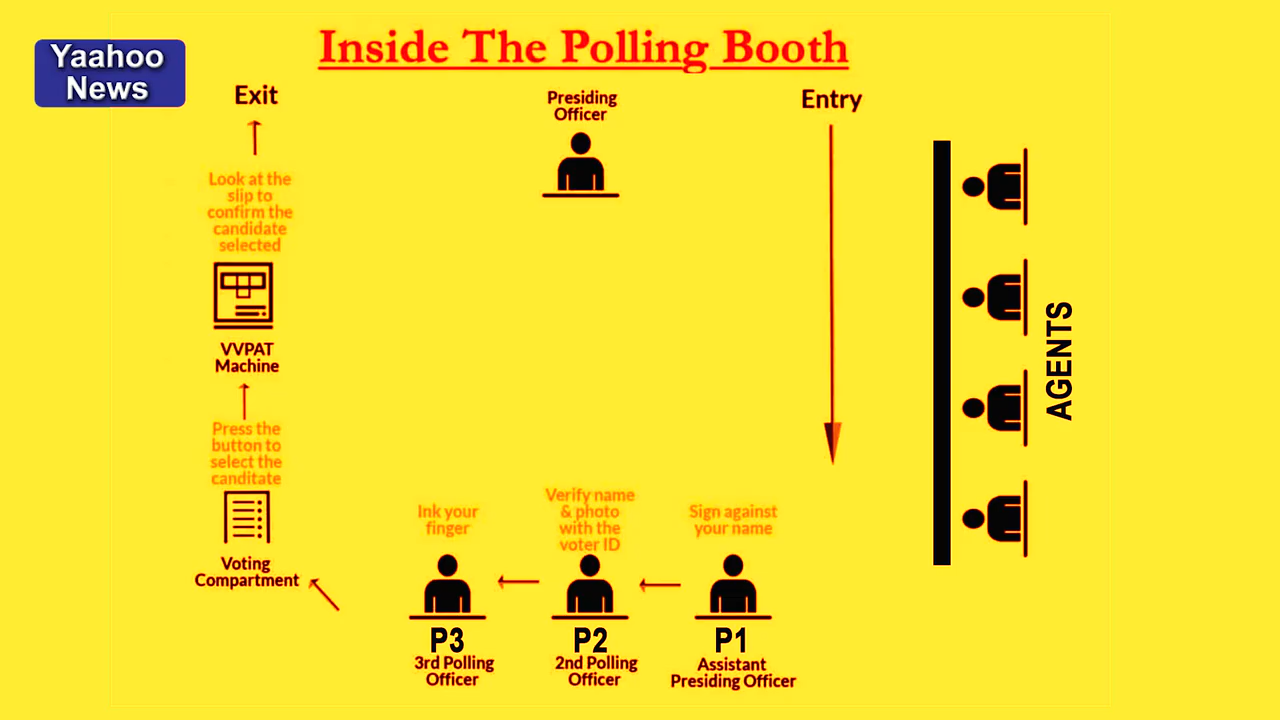 Yaahoo
News
Inside The Polling Booth
Exit
Presiding
Officer
Entry
Look at the
slip to
confirm the
candidate
selected
VVPAT
Machine
Press the
button to
select the
canditate
Voting
Compartment
Ink your
finger
Verify name
& photo
with the
voter ID
Sign against
your name
P3
3rd Polling
Officer
P2
2nd Polling
Officer
P1
Assistant
Presiding Officer
AGENTS